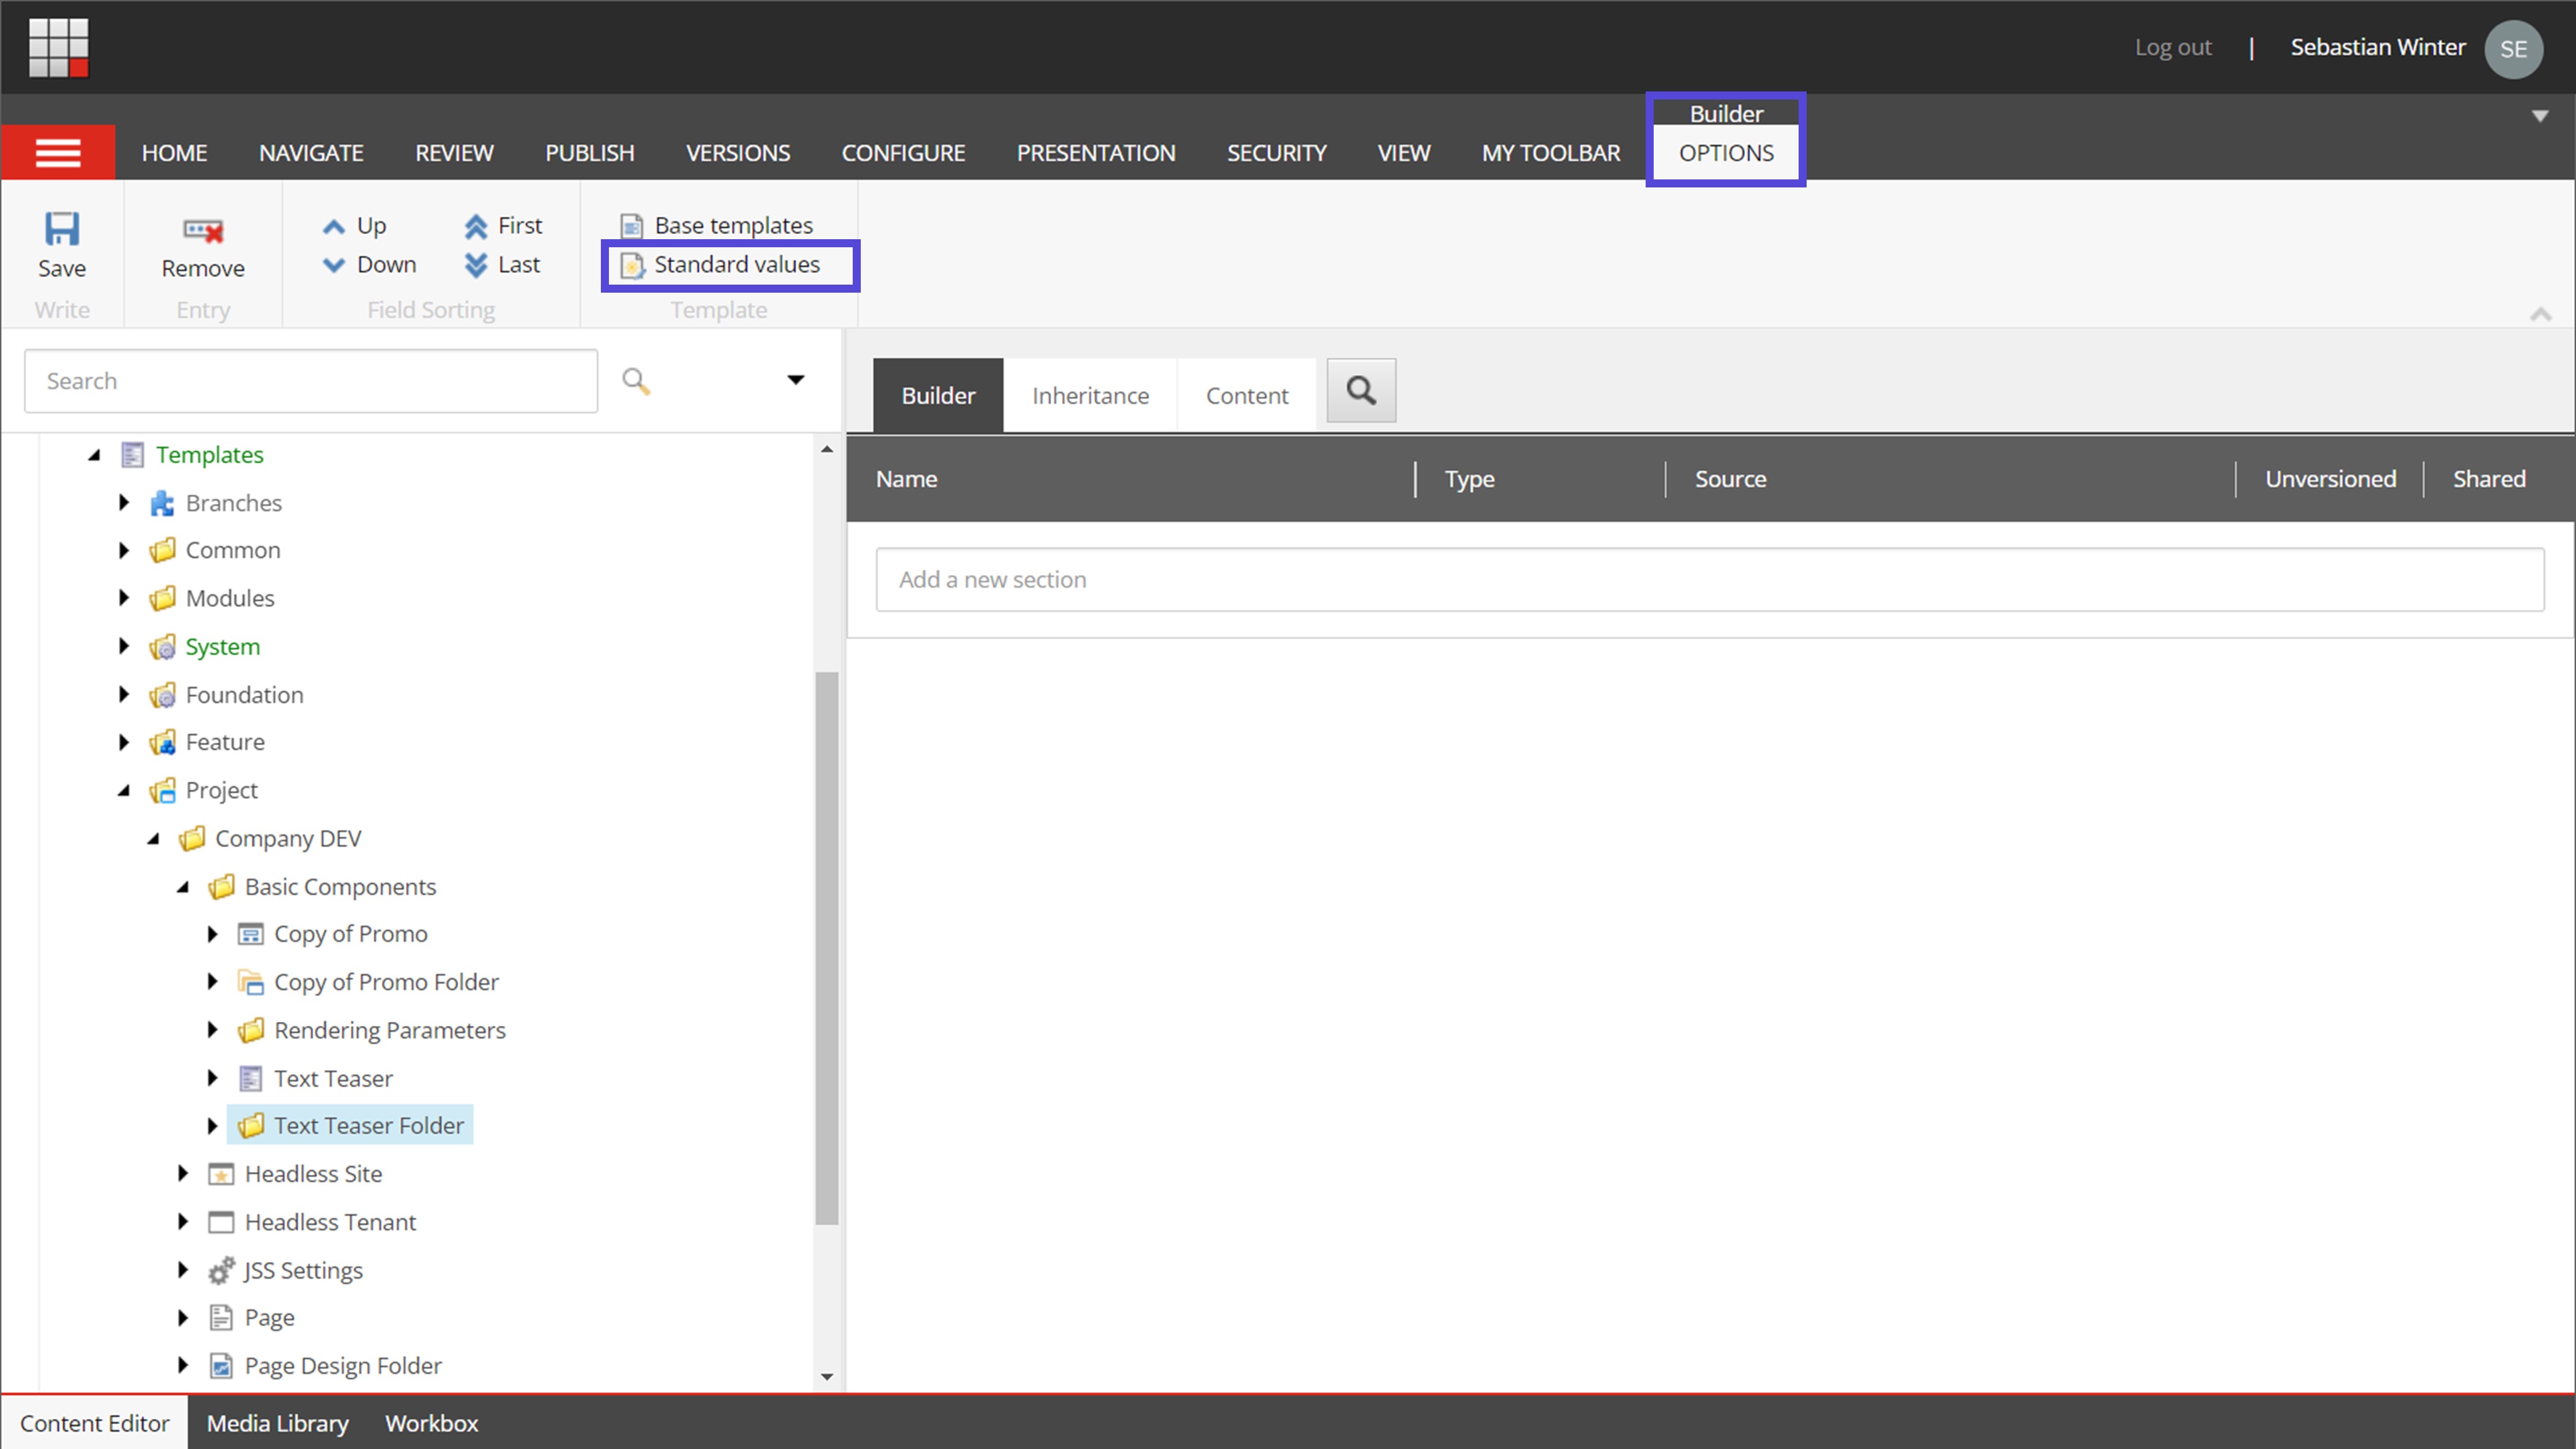 Log out | Sebastian Winter SE
Builder
HOME NAVIGATE REVIEW PUBLISH VERSIONS CONFIGURE PRESENTATION SECURITY VIEW MY TOOLBAR OPTIONS
Save
Write
Remove
Entry
Up First
Down Last
Field Sorting
Base templates
Standard values
Template
Search
Templates
Branches
Common
Modules
System
Foundation
Feature
Project
Company DEV
Basic Components
Copy of Promo
Copy of Promo Folder
Rendering Parameters
Text Teaser
Text Teaser Folder
Headless Site
Headless Tenant
JSS Settings
Page
Page Design Folder
Builder Inheritance Content
Name Type Source Unversioned Shared
Add a new section
Content Editor Media Library Workbox